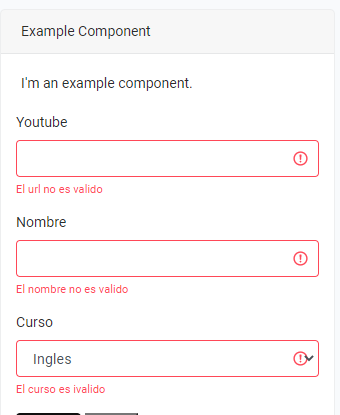 Example Component
I'm an example component.
Youtube
El url no es valido
Nombre
El nombre no es valido
Curso
Ingles
El curso es ivalido